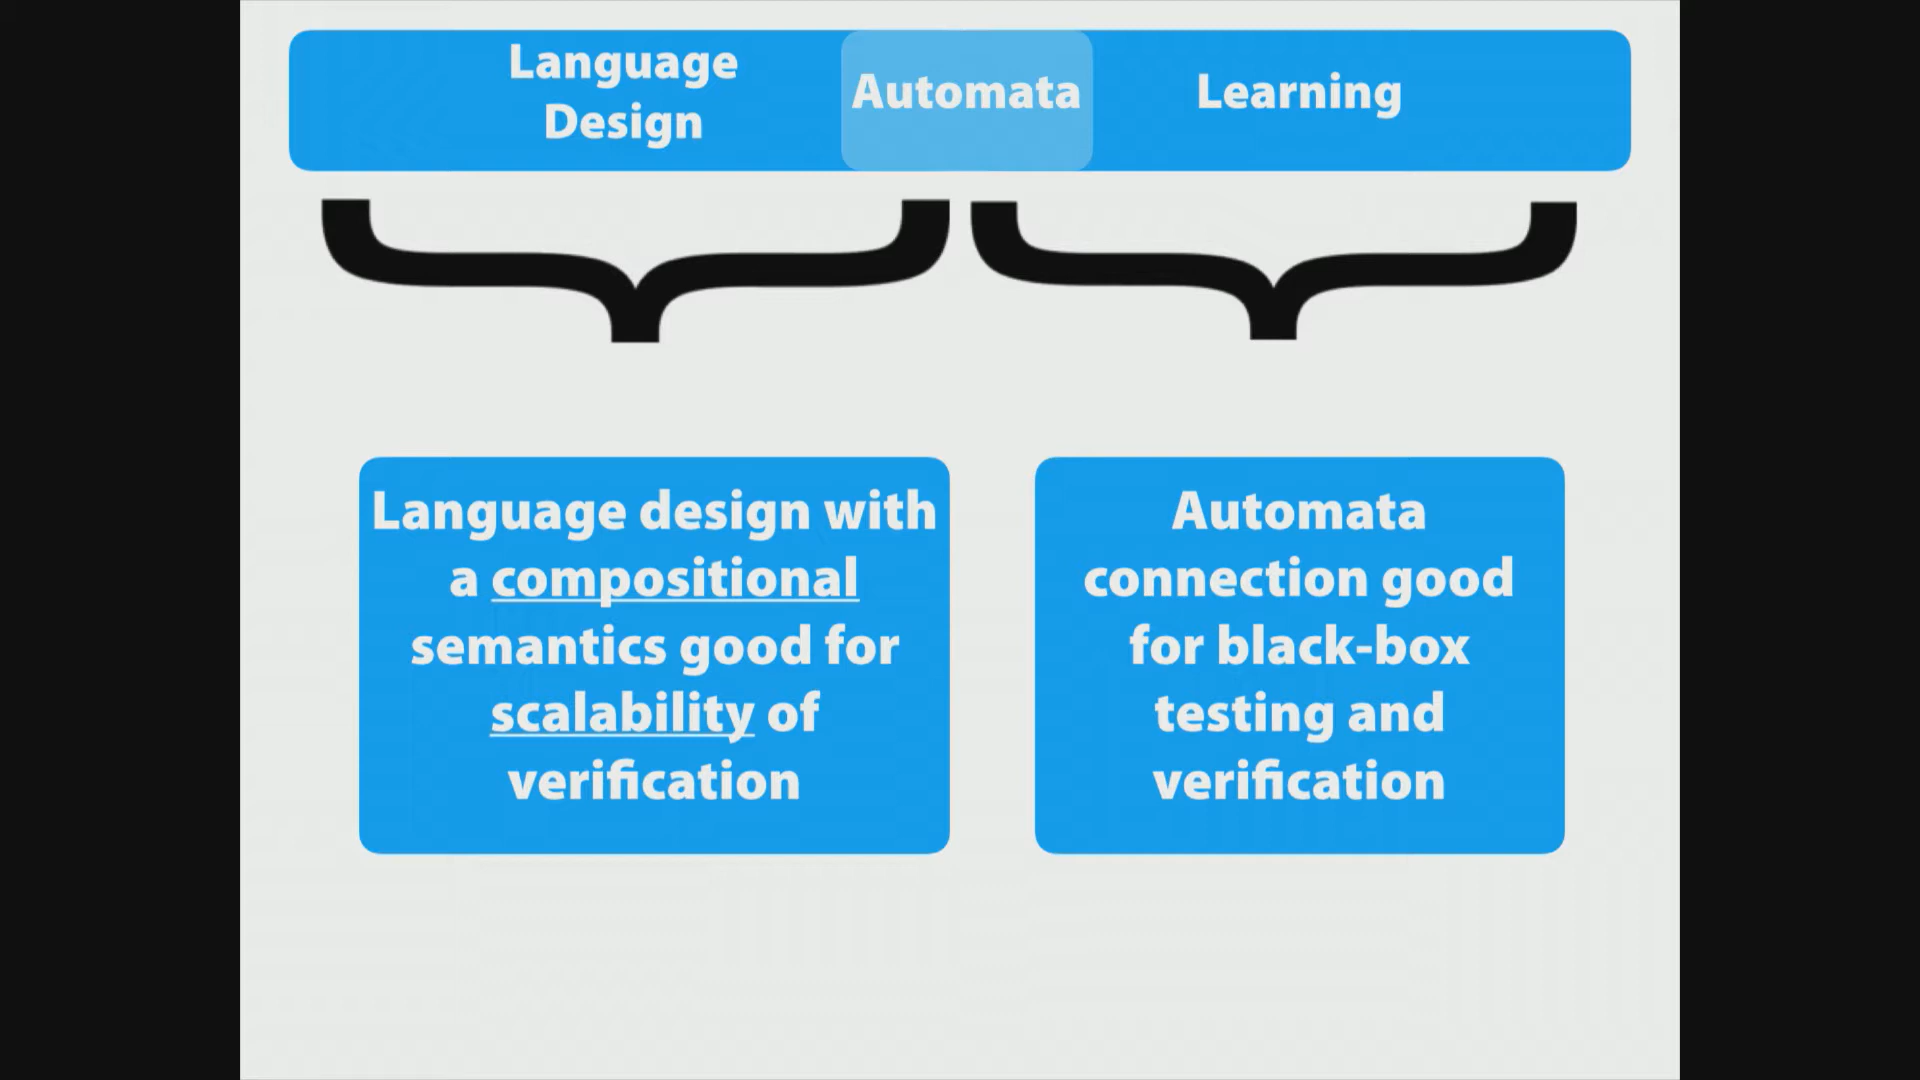 Language
Design
Automata
Learning
Language design with
a compositional
semantics good for
scalability of
verification
Automata
connection good
for black-box
testing and
verification